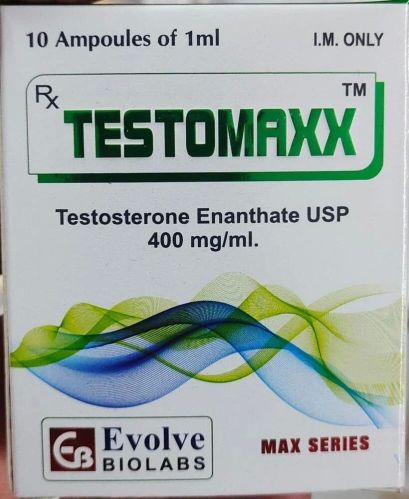 10 Ampoules of 1ml I.M. ONLY
Rx TESTOMAXX ™
Testosterone Enanthate USP
400 mg/ml.
EB Evolve
BIOLABS
MAX SERIES